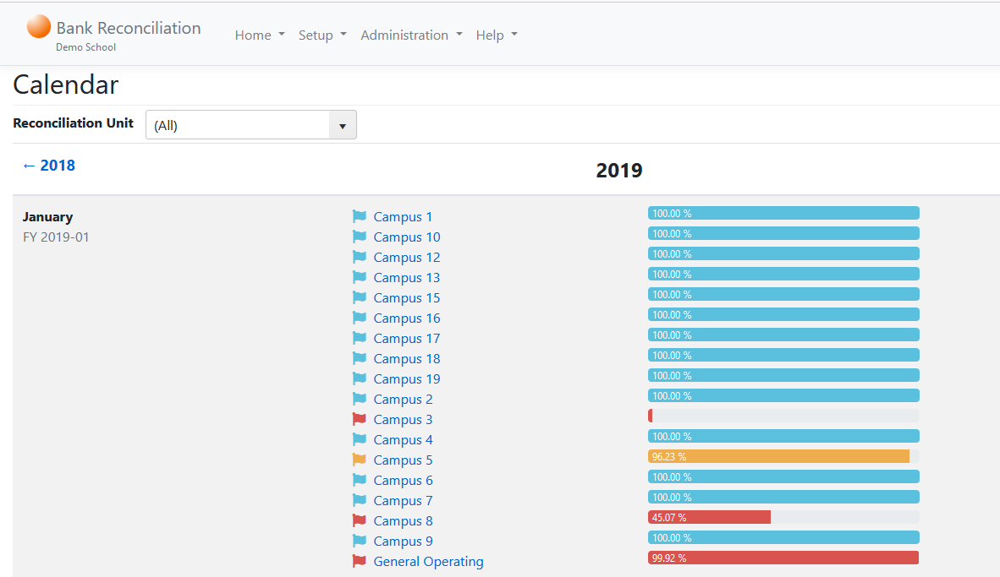 Bank Reconciliation
Demo School
Home Setup Administration Help
Calendar
Reconciliation Unit (All)
← 2018 2019
January Campus 1 100.00 %
FY 2019-01 Campus 10 100.00 %
Campus 12 100.00 %
Campus 13 100.00 %
Campus 15 100.00 %
Campus 16 100.00 %
Campus 17 100.00 %
Campus 18 100.00 %
Campus 19 100.00 %
Campus 2 100.00 %
Campus 3
Campus 4 100.00 %
Campus 5 96.23 %
Campus 6 100.00 %
Campus 7 100.00 %
Campus 8 45.07 %
Campus 9 100.00 %
General Operating 99.92 %